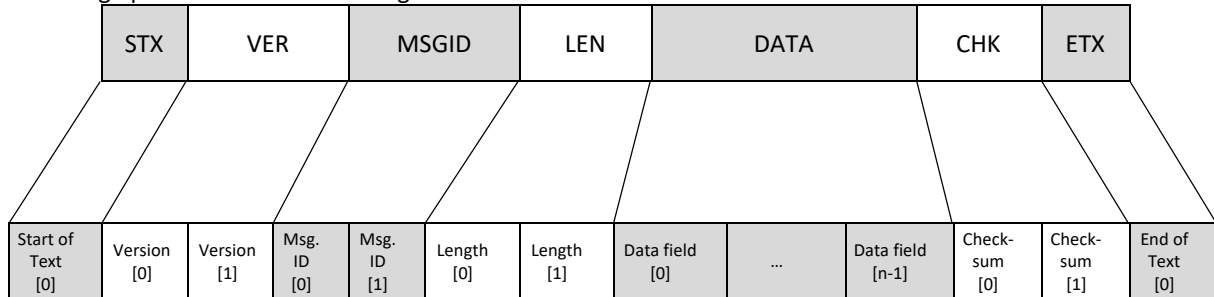 STX VER MSGID LEN DATA CHK ETX
Start of Text [0]
Version [0]
Version [1]
Msg. ID [0]
Msg. ID [1]
Length [0]
Length [1]
Data field [0]
...
Data field [n-1]
Check- sum [0]
Check- sum [1]
End of Text [0]